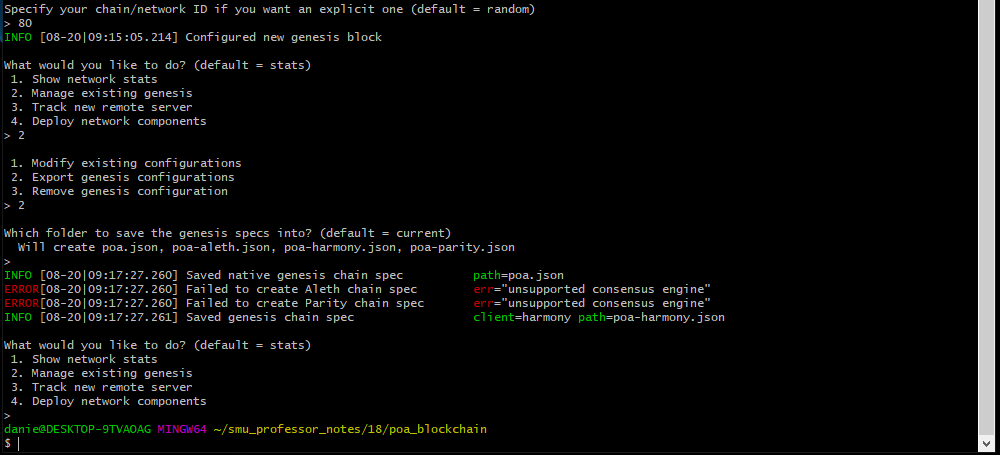 Specify your chain/network ID if you want an explicit one (default = random)
> 80
INFO [08-20|09:15:05.214] Configured new genesis block
What would you like to do? (default = stats)
1. Show network stats
2. Manage existing genesis
3. Track new remote server
4. Deploy network components
> 2
1. Modify existing configurations
2. Export genesis configurations
3. Remove genesis configuration
> 2
Which folder to save the genesis specs into? (default = current)
Will create poa.json, poa-aleth.json, poa-harmony.json, poa-parity.json
>
INFO [08-20|09:17:27.260] Saved native genesis chain spec path=poa.json
ERROR[08-20|09:17:27.260] Failed to create Aleth chain spec err="unsupported consensus engine"
ERROR[08-20|09:17:27.260] Failed to create Parity chain spec err="unsupported consensus engine"
INFO [08-20|09:17:27.261] Saved genesis chain spec client=harmony path=poa-harmony.json
What would you like to do? (default = stats)
1. Show network stats
2. Manage existing genesis
3. Track new remote server
4. Deploy network components
>
danie@DESKTOP-9TVAOAG MINGW64 ~/smu_professor_notes/18/poa_blockchain
$